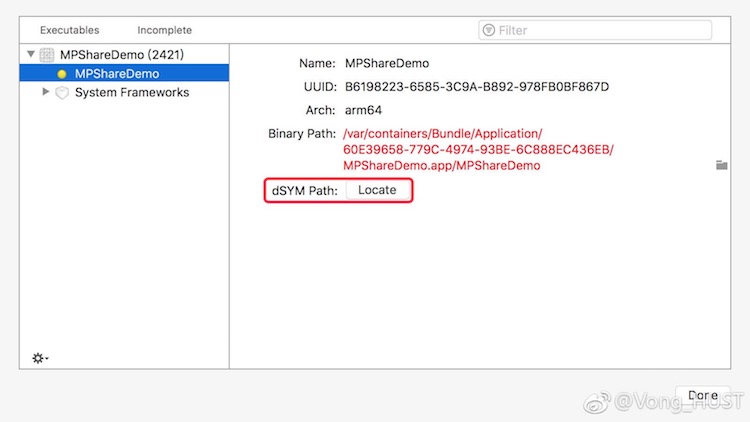 Executables Incomplete Filter
MPShareDemo (2421)
MPShareDemo
System Frameworks
Name: MPShareDemo
UUID: B6198223-6585-3C9A-B892-978FB0BF867D
Arch: arm64
Binary Path: /var/containers/Bundle/Application/
60E39658-779C-4974-93BE-6C888EC436EB/
MPShareDemo.app/MPShareDemo
dSYM Path: Locate
Done
@Vong_HUST